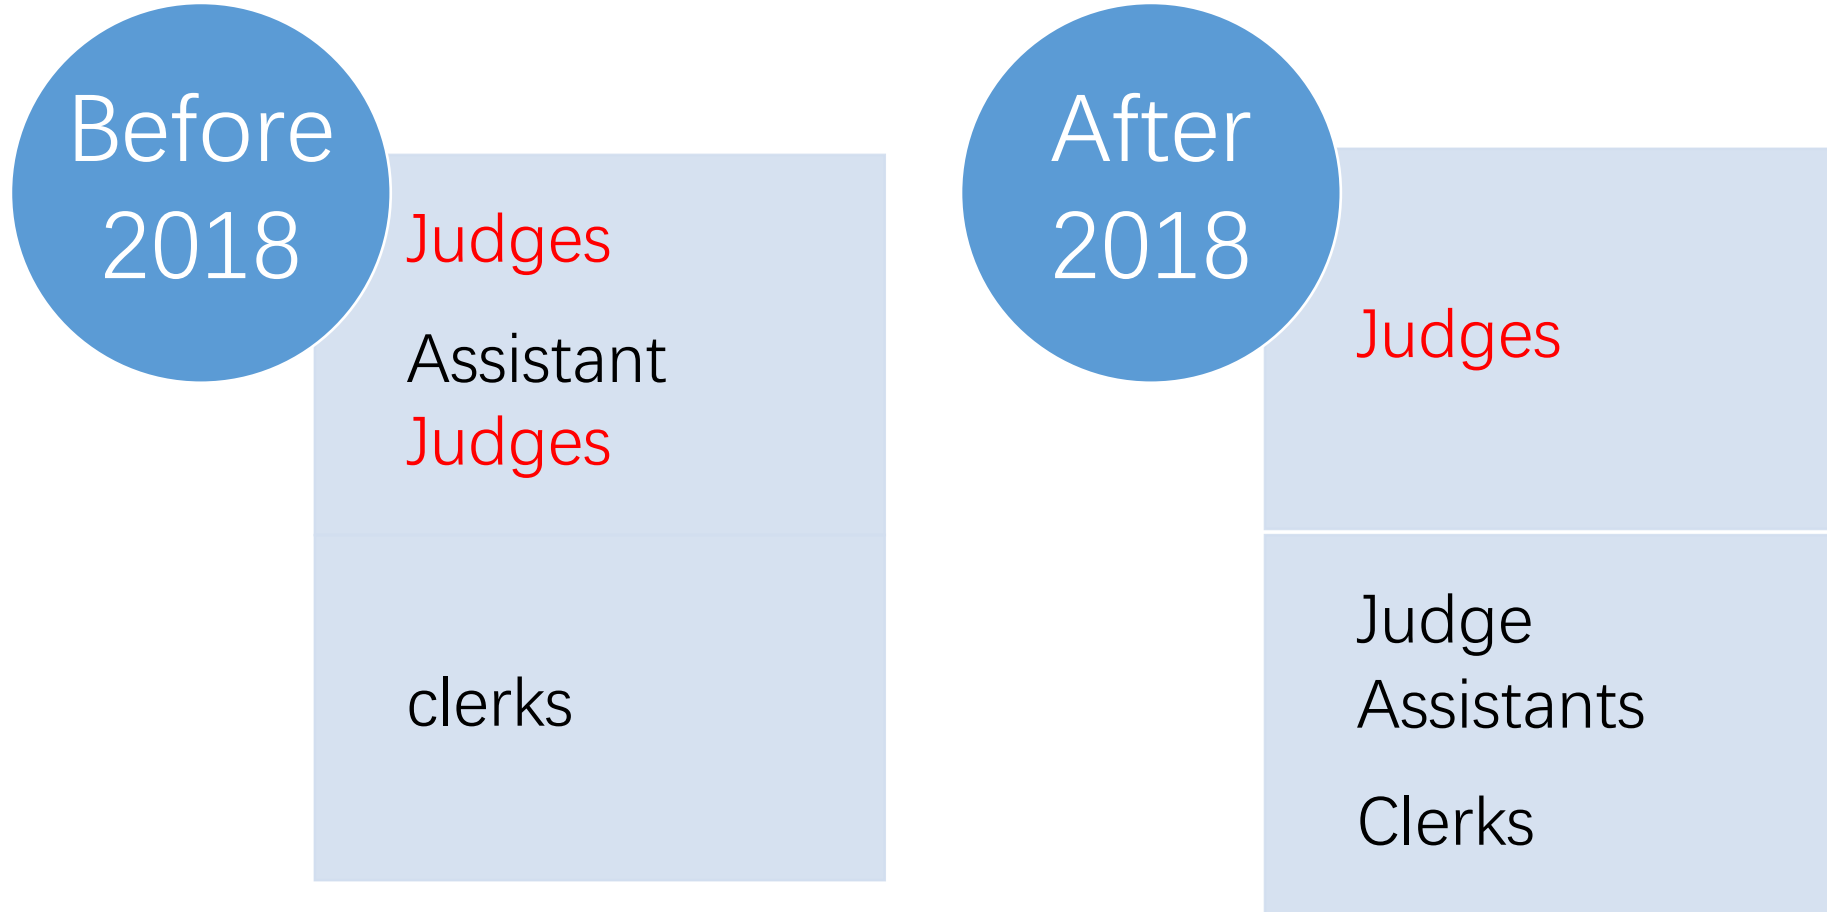 Before
2018
Judges
Assistant
Judges
clerks
After
2018
Judges
Judge
Assistants
Clerks